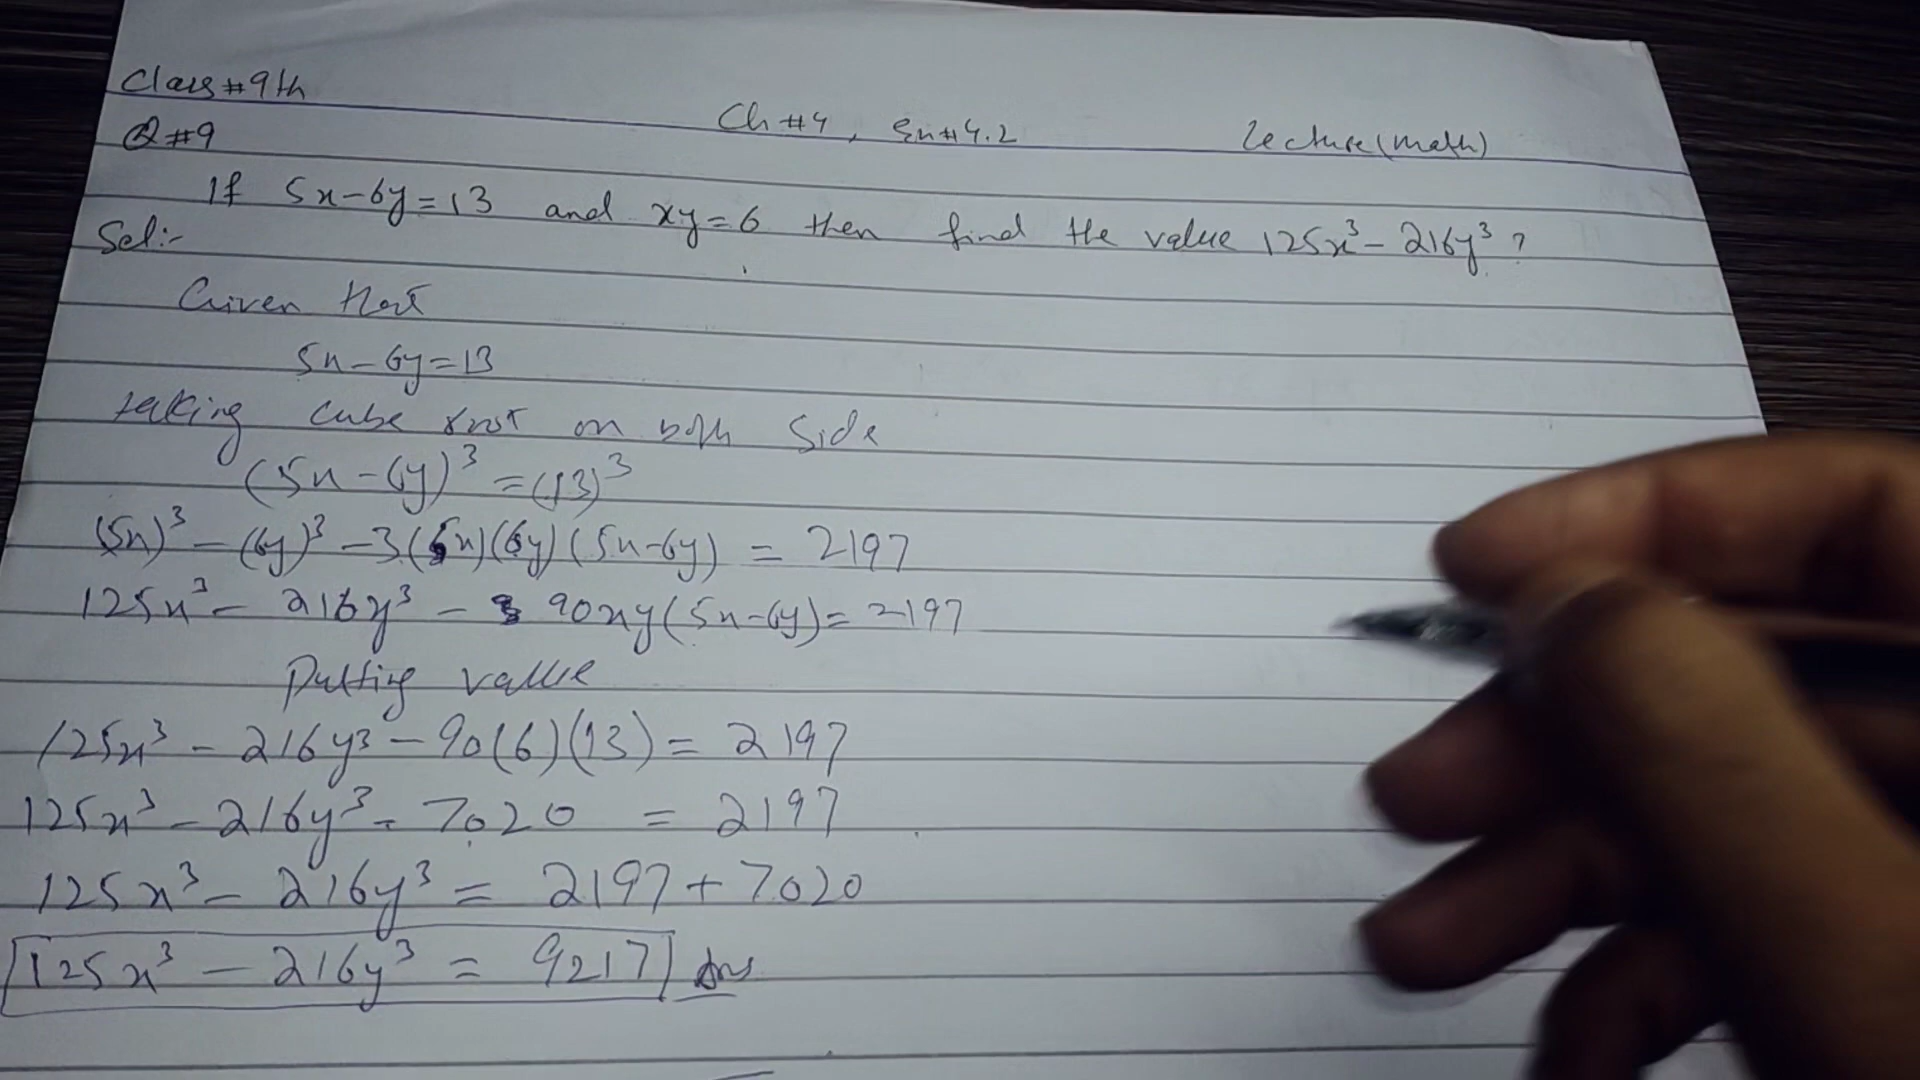 Class #9th
Ch #4, Ex #4.2 Lecture (math)
Q #9
If 5x-6y=13 and xy=6 then find the value 125x³-216y³?
Sol:-
Given that
5x-6y=13
taking cube root on both side
(5x-6y)³=(13)³
(5x)³-(6y)³-3(5x)(6y)(5x-6y) = 2197
125x³-216y³-90xy(5x-6y)=2197
Putting value
125x³-216y³-90(6)(13)=2197
125x³-216y³-7020 = 2197
125x³-216y³ = 2197+7020
125x³-216y³ = 9217 Ans